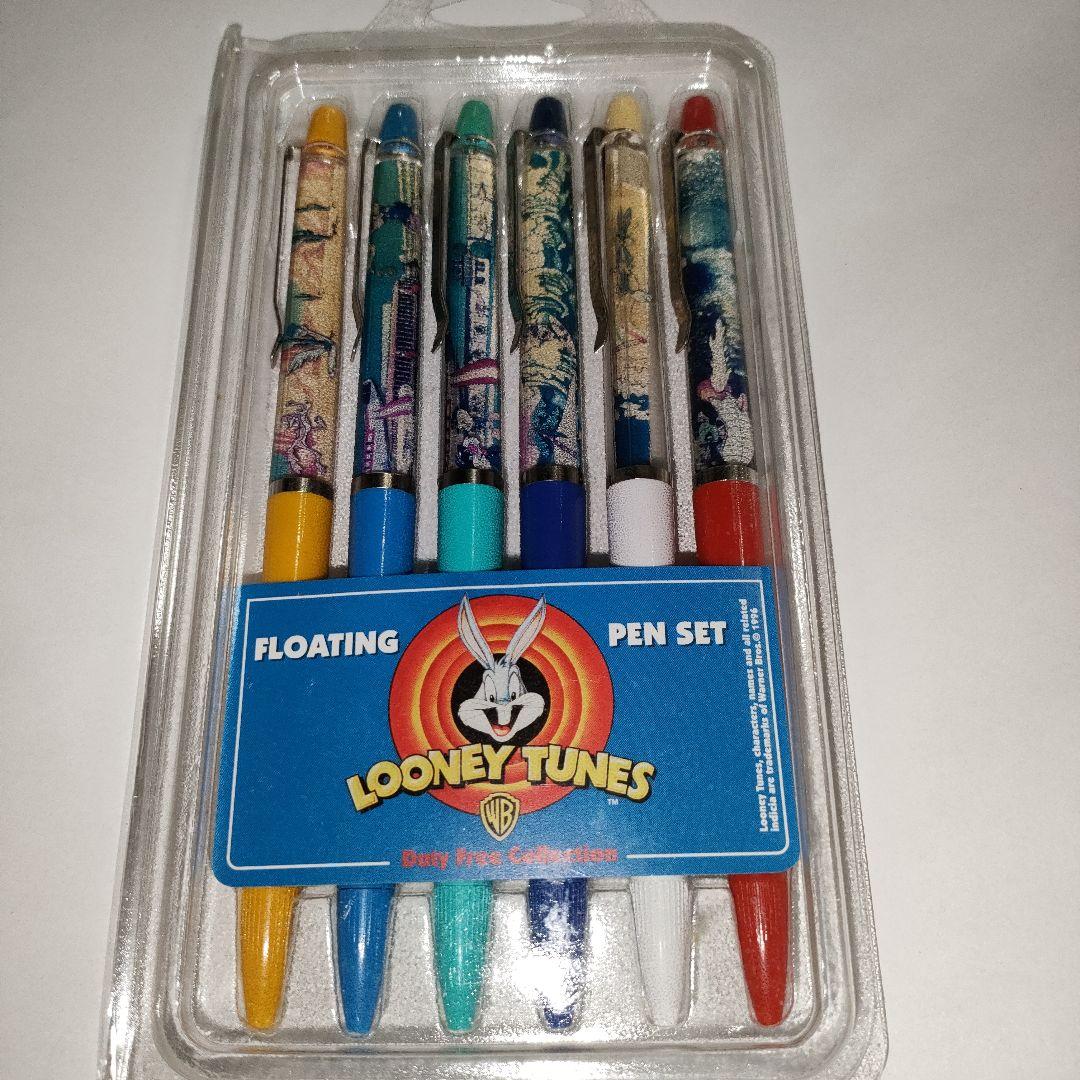 FLOATING
PEN SET
LOONEY TUNES
TM
WB
Duty Free Collection
Looney Tunes, characters, names and all related
indicia are trademarks of Warner Bros.© 1996